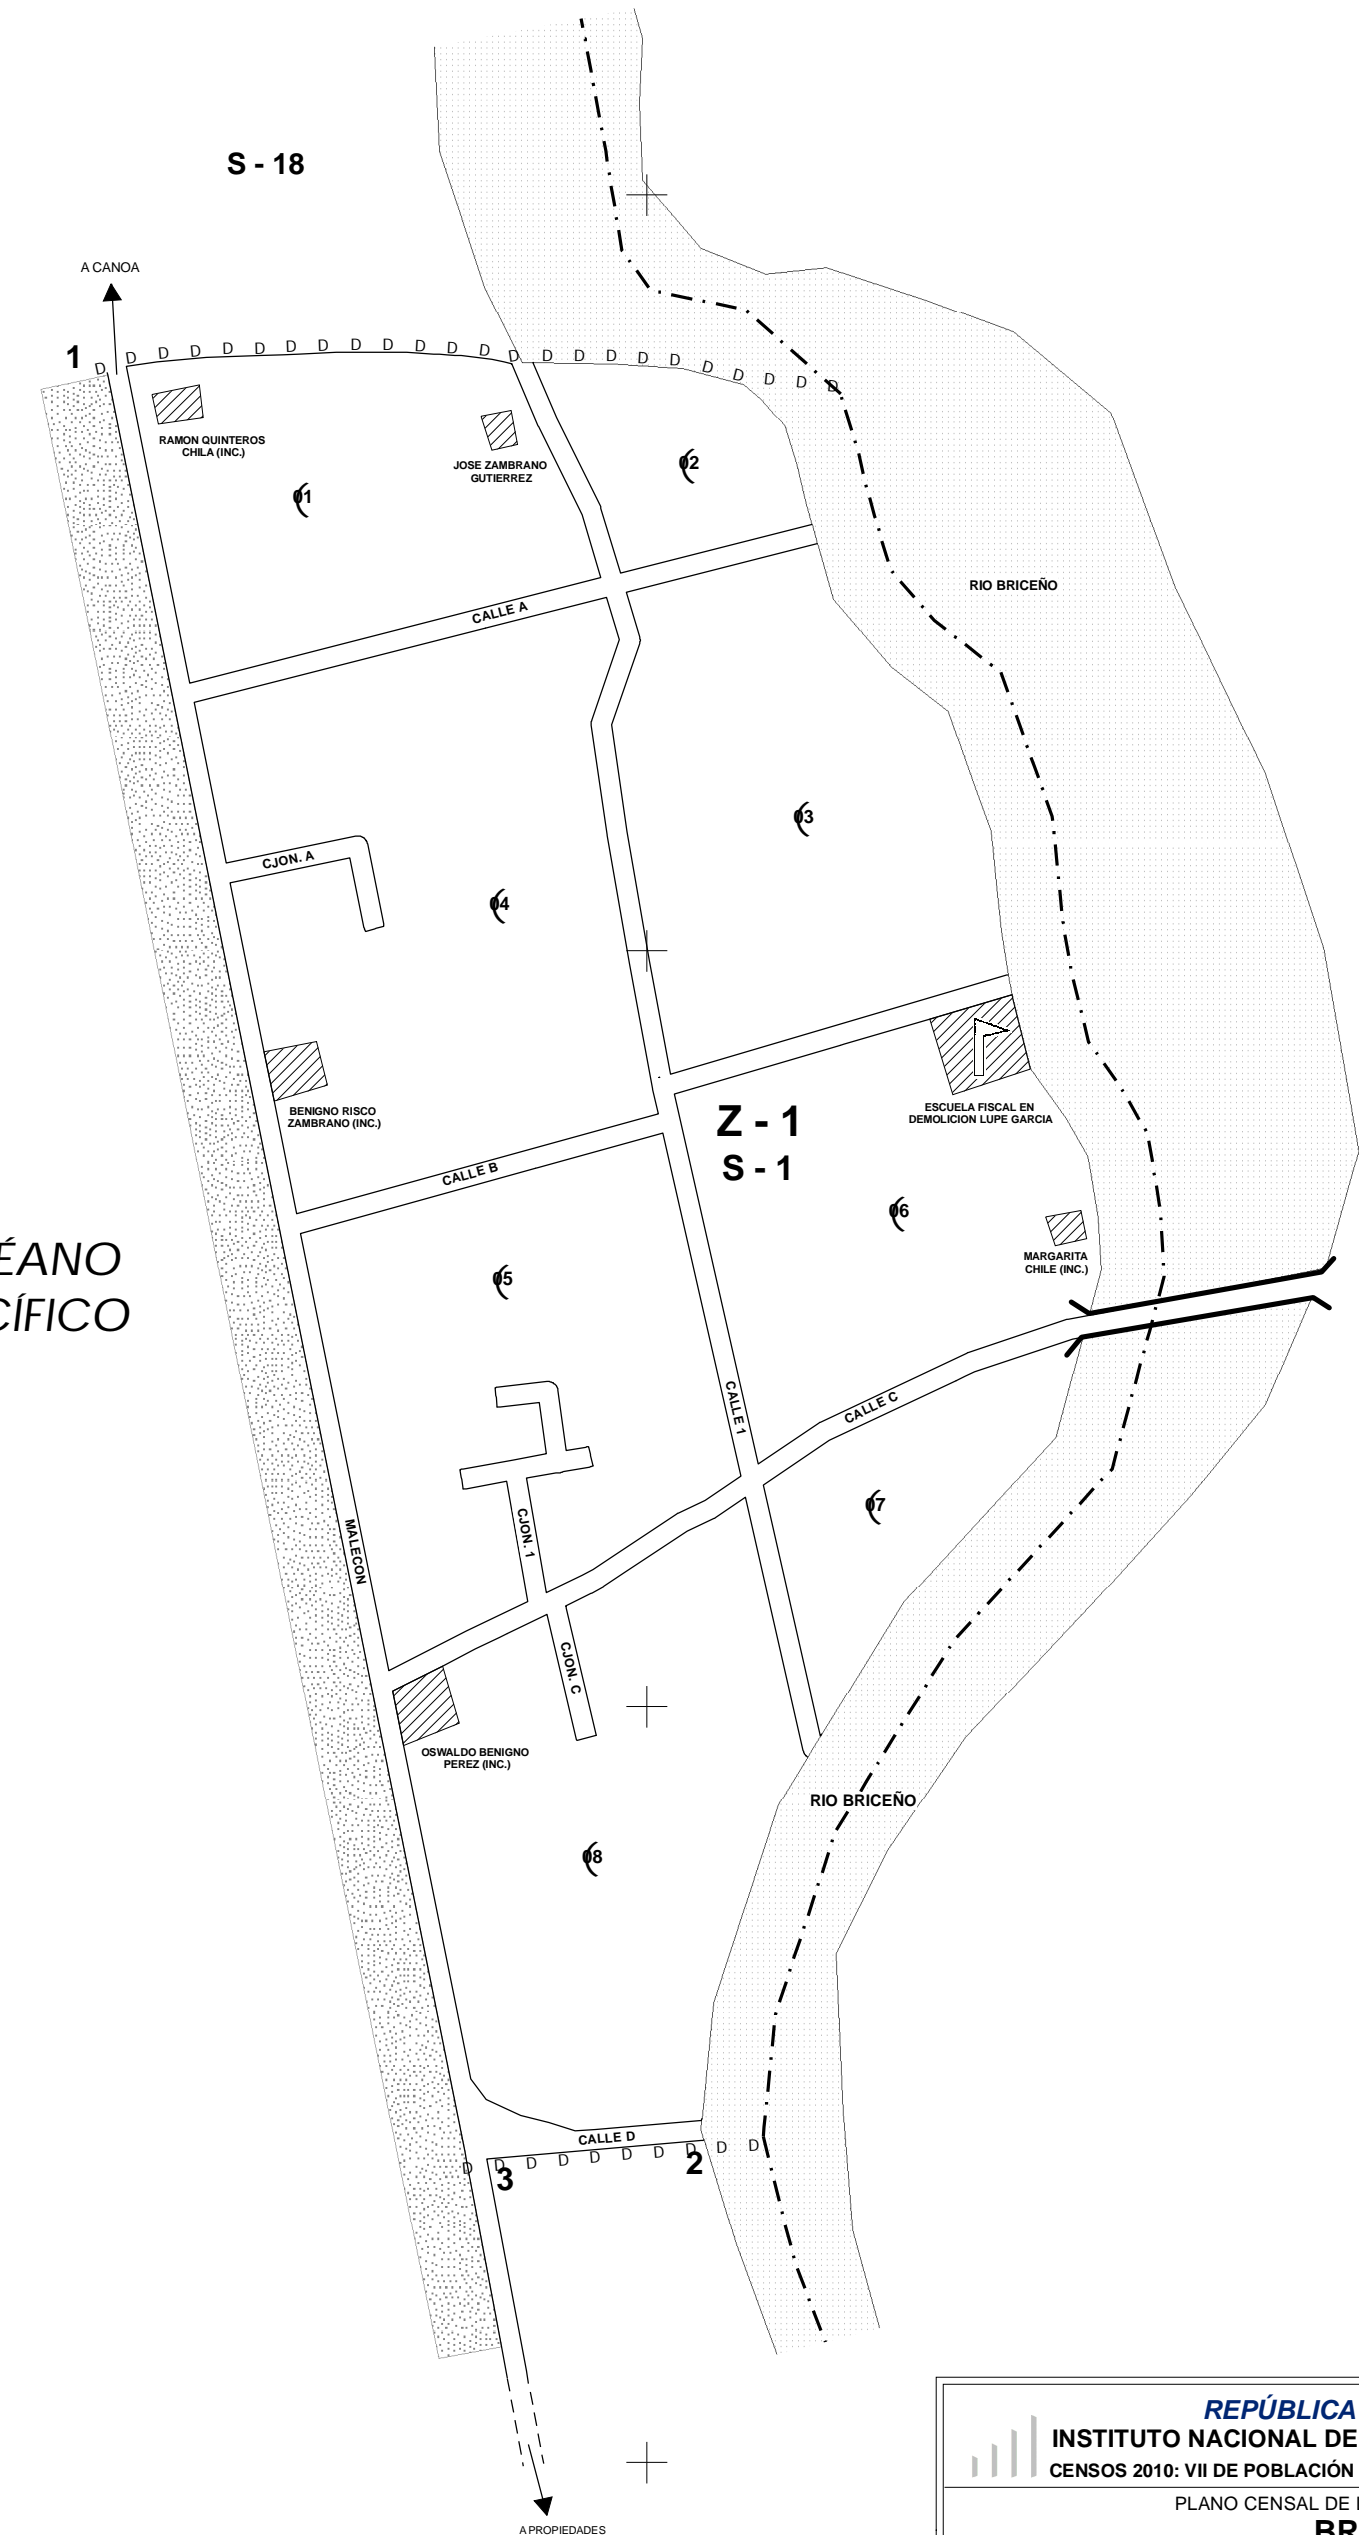 S - 18
A CANOA
1
D D D D D D D D D D D D D D D D D D D D D D D D
RAMON QUINTEROS
CHILA (INC.)
JOSE ZAMBRANO
GUTIERREZ
02
01
RIO BRICEÑO
CALLE A
03
CJON. A
04
BENIGNO RISCO
ZAMBRANO (INC.)
ESCUELA FISCAL EN
DEMOLICION LUPE GARCIA
Z - 1
S - 1
CALLE B
06
ÉANO
CÍFICO
MARGARITA
CHILE (INC.)
05
CALLE 1
CALLE C
07
MALECON
CJON. 1
CJON. C
OSWALDO BENIGNO
PEREZ (INC.)
RIO BRICEÑO
08
CALLE D
D D D D D D D D D D
3
2
REPÚBLICA
INSTITUTO NACIONAL DE
CENSOS 2010: VII DE POBLACIÓN
PLANO CENSAL DE
BR
A PROPIEDADES